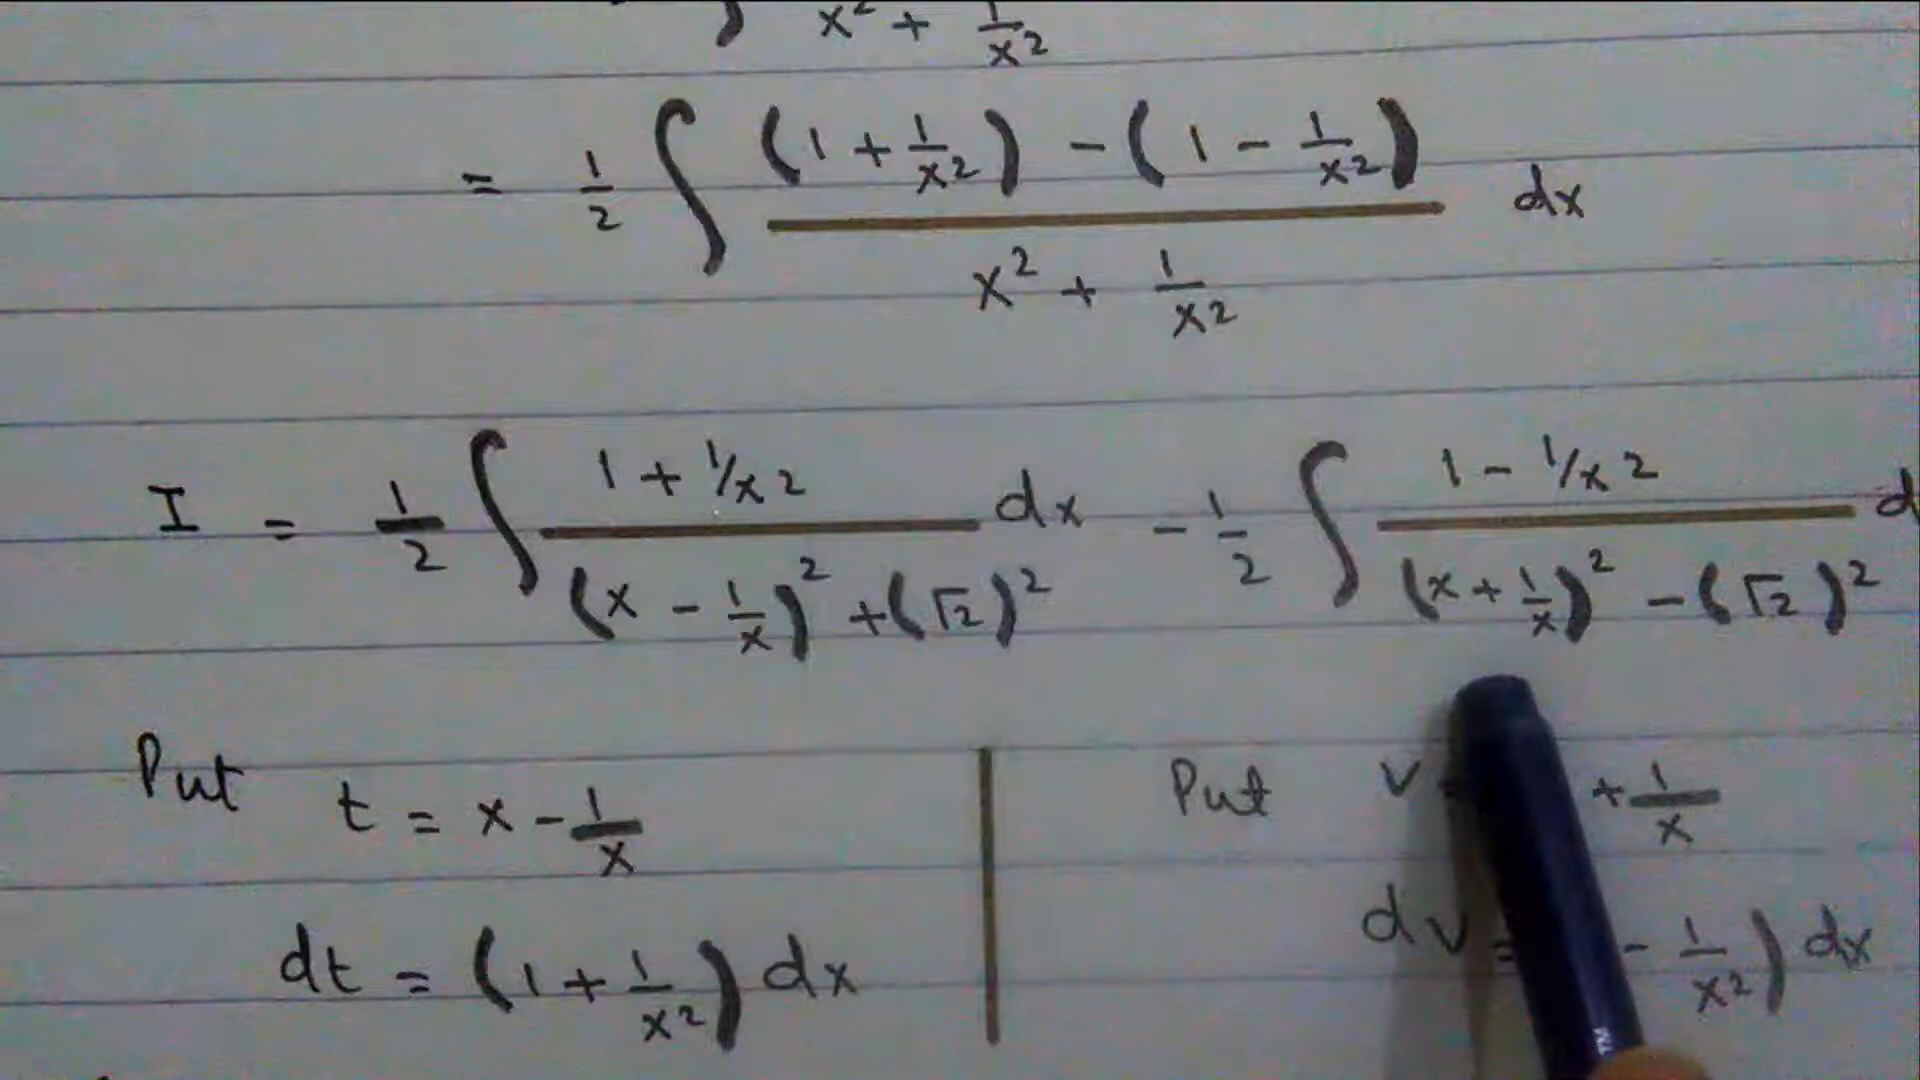 x² + 1/x²
= 1/2 ∫ (1 + 1/x²) - (1 - 1/x²) / x² + 1/x² dx
I = 1/2 ∫ 1 + 1/x² / (x - 1/x)² + (√2)² dx - 1/2 ∫ 1 - 1/x² / (x + 1/x)² - (√2)² d
Put t = x - 1/x
Put v = + 1/x
dt = (1 + 1/x²) dx
dv = - 1/x²) dx